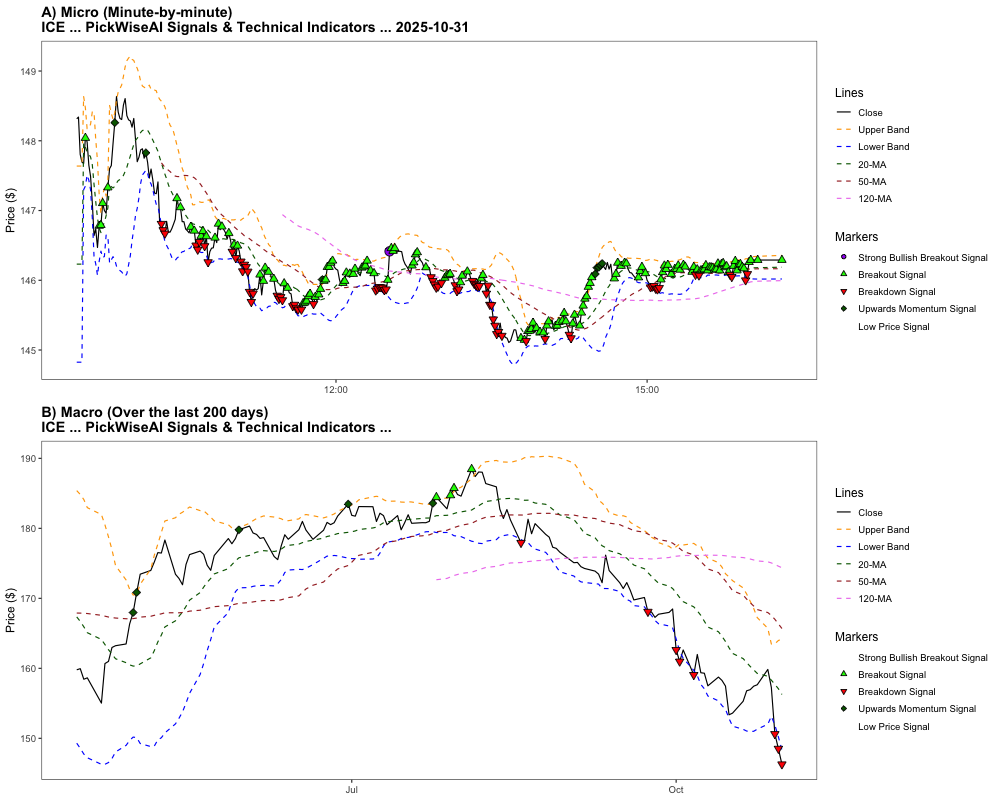 A) Micro (Minute-by-minute)
ICE ... PickWiseAI Signals & Technical Indicators ... 2025-10-31
149
148
147
146
145
Price ($)
12:00
15:00
Lines
Close
Upper Band
Lower Band
20-MA
50-MA
120-MA
Markers
Strong Bullish Breakout Signal
Breakout Signal
Breakdown Signal
Upwards Momentum Signal
Low Price Signal
B) Macro (Over the last 200 days)
ICE ... PickWiseAI Signals & Technical Indicators ...
190
180
170
160
150
Price ($)
Jul
Oct
Lines
Close
Upper Band
Lower Band
20-MA
50-MA
120-MA
Markers
Strong Bullish Breakout Signal
Breakout Signal
Breakdown Signal
Upwards Momentum Signal
Low Price Signal